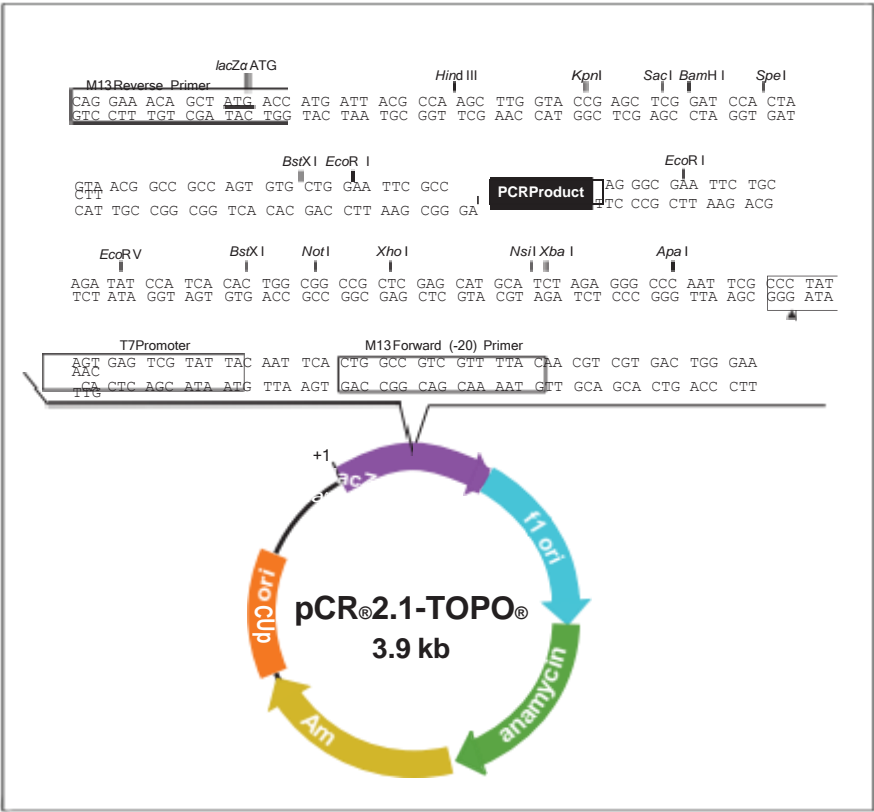 lacZα ATG
M13 Reverse Primer
Hind III KpnI SacI BamH I SpeI
CAG GAA ACA GCT ATG ACC ATG ATT ACG CCA AGC TTG GTA CCG AGC TCG GAT CCA CTA
GTC CTT TGT CGA TAC TGG TAC TAA TGC GGT TCG AAC CAT GGC TCG AGC CTA GGT GAT
BstX I EcoR I EcoR I
GTA ACG GCC GCC AGT GTG CTG GAA TTC GCC PCRProduct AG GGC GAA TTC TGC
CTT
CAT TGC CGG CGG TCA CAC GAC CTT AAG CGG GA TTC CCG CTT AAG ACG
EcoRV BstX I Not I Xho I Nsi I Xba I Apa I
AGA TAT CCA TCA CAC TGG CGG CCG CTC GAG CAT GCA TCT AGA GGG CCC AAT TCG CCC TAT
TCT ATA GGT AGT GTG ACC GCC GGC GAG CTC GTA CGT AGA TCT CCC GGG TTA AGC GGG ATA
T7 Promoter M13 Forward (-20) Primer
AGT GAG TCG TAT TAC AAT TCA CTG GCC GTC GTT TTA CAA CGT CGT GAC TGG GAA
AAC
CA CTC AGC ATA ATG TTA AGT GAC CGG CAG CAA AAT GTT GCA GCA CTG ACC CTT
TTG
+1
f1 ori
ori
CUp
pCR®2.1-TOPO®
3.9 kb
anamycin
Am